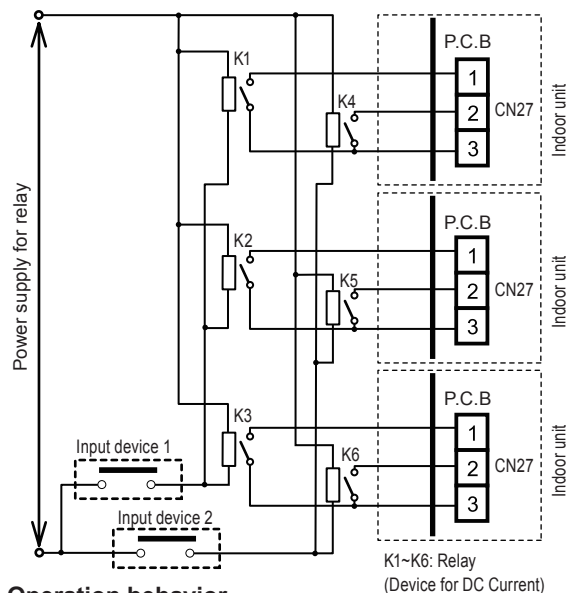 Power supply for relay
K1
K4
P.C.B
1
2
3
CN27
Indoor unit
K2
K5
P.C.B
1
2
3
CN27
Indoor unit
K3
K6
P.C.B
1
2
3
CN27
Indoor unit
Input device 1
Input device 2
K1~K6: Relay
(Device for DC Current)